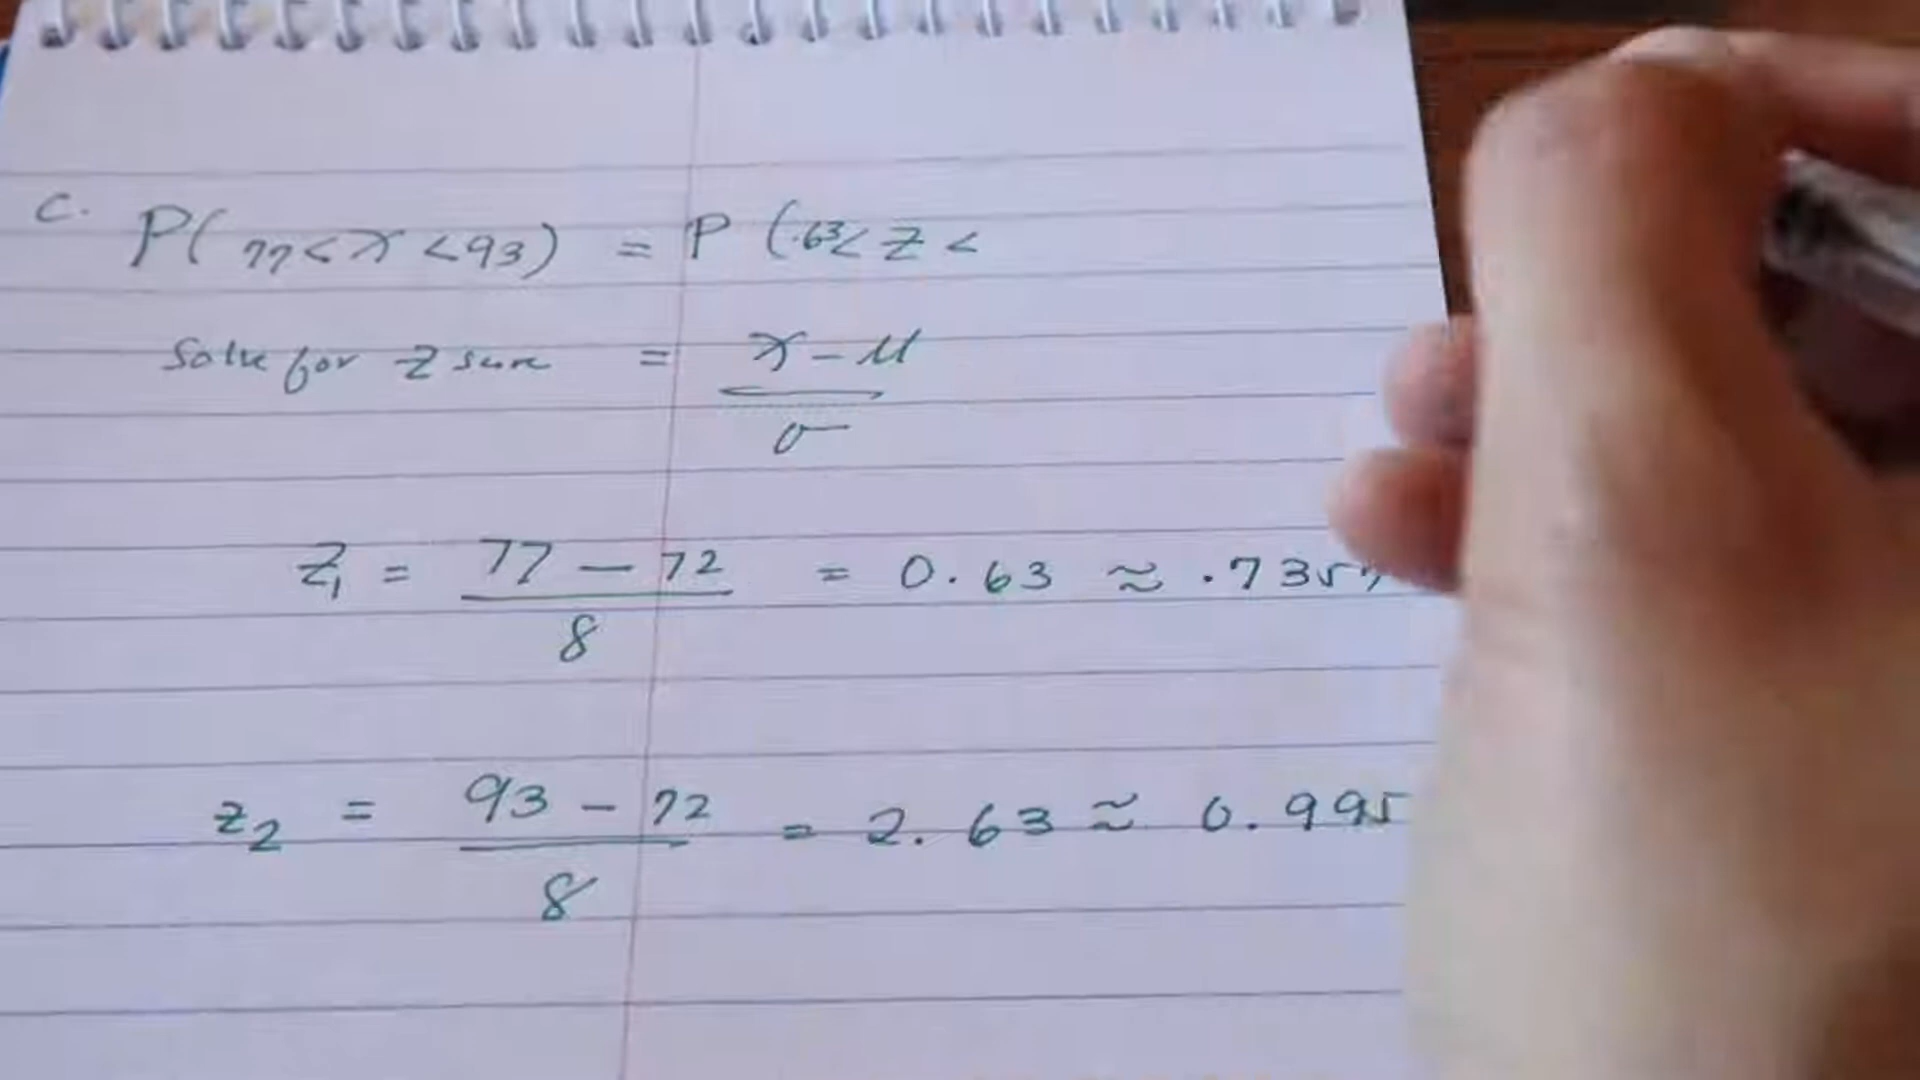 C. P( 77 < X < 93) = P (.63 < Z <
Solve for Z score = X - μ / σ
Z1 = 77 - 72 / 8 = 0.63 ≈ .7357
Z2 = 93 - 72 / 8 = 2.63 ≈ 0.995